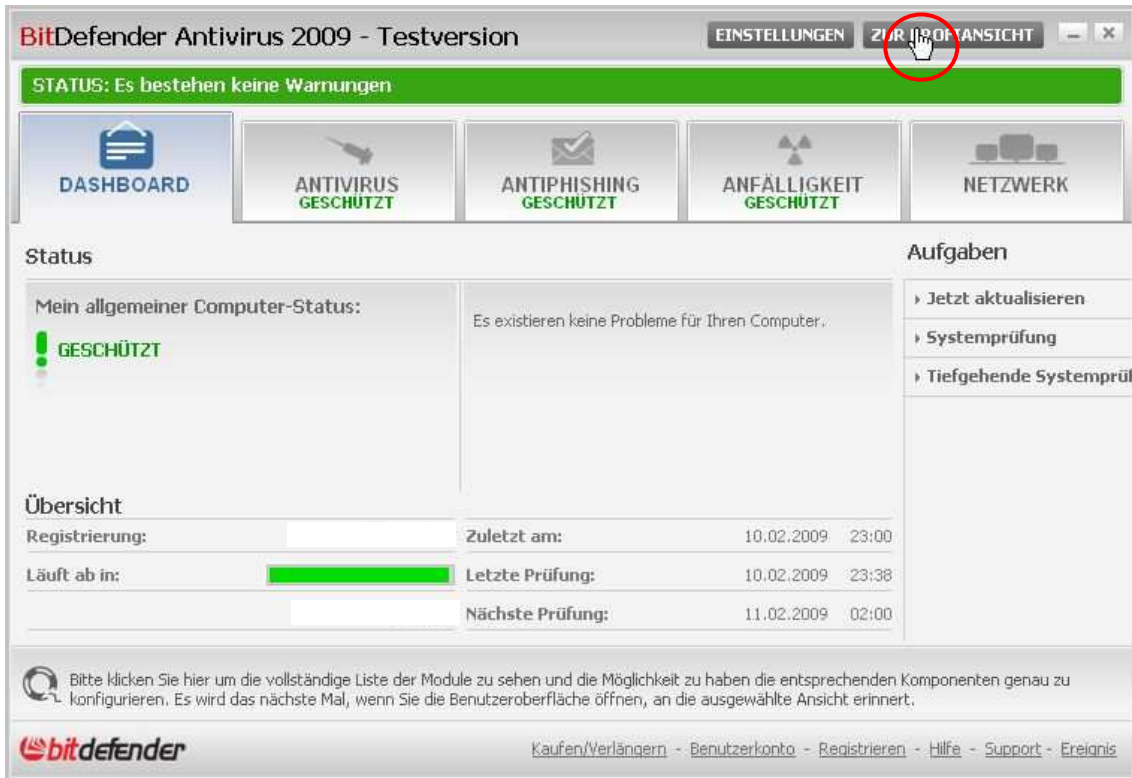 BitDefender Antivirus 2009 - Testversion
EINSTELLUNGEN
ZUR PROFIANSICHT
STATUS: Es bestehen keine Warnungen
DASHBOARD
ANTIVIRUS
GESCHÜTZT
ANTIPHISHING
GESCHÜTZT
ANFÄLLIGKEIT
GESCHÜTZT
NETZWERK
Status
Mein allgemeiner Computer-Status:
GESCHÜTZT
Es existieren keine Probleme für Ihren Computer.
Aufgaben
Jetzt aktualisieren
Systemprüfung
Tiefgehende Systemprü
Übersicht
Registrierung:
Läuft ab in:
Zuletzt am: 10.02.2009 23:00
Letzte Prüfung: 10.02.2009 23:38
Nächste Prüfung: 11.02.2009 02:00
Bitte klicken Sie hier um die vollständige Liste der Module zu sehen und die Möglichkeit zu haben die entsprechenden Komponenten genau zu
konfigurieren. Es wird das nächste Mal, wenn Sie die Benutzeroberfläche öffnen, an die ausgewählte Ansicht erinnert.
bitdefender
Kaufen/Verlängern - Benutzerkonto - Registrieren - Hilfe - Support - Ereignis